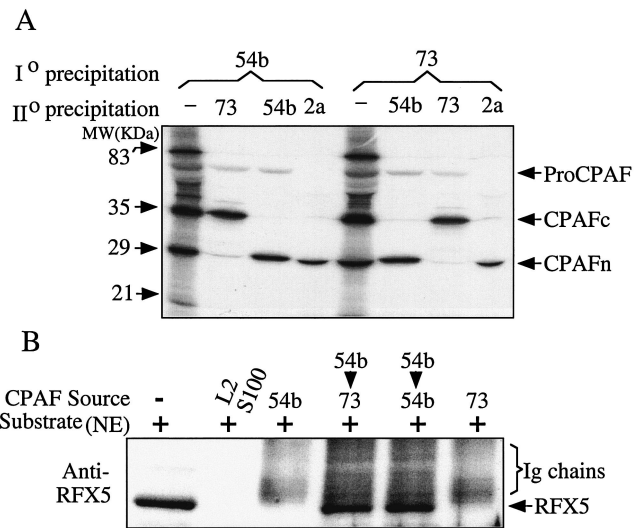 A
I° precipitation 54b 73
II° precipitation – 73 54b 2a – 54b 73 2a
MW(KDa)
83
35
29
21
ProCPAF
CPAFc
CPAFn
B
54b 54b
CPAF Source - L2 S100 54b 73 54b 73
Substrate (NE) + + + + + +
Anti-
RFX5
Ig chains
RFX5